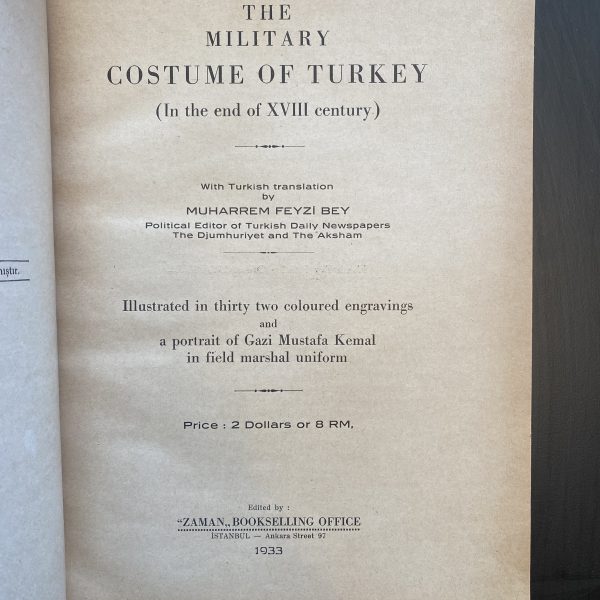 THE
MILITARY
COSTUME OF TURKEY
(In the end of XVIII century.)
With Turkish translation
by
MUHARREM FEYZİ BEY
Political Editor of Turkish Daily Newspapers
The Djumhuriyet and The Aksham
Illustrated in thirty two coloured engravings
and
a portrait of Gazi Mustafa Kemal
in field marshal uniform
Price : 2 Dollars or 8 RM,
Edited by :
“ZAMAN„ BOOKSELLING OFFICE
İSTANBUL — Ankara Street 97
1933